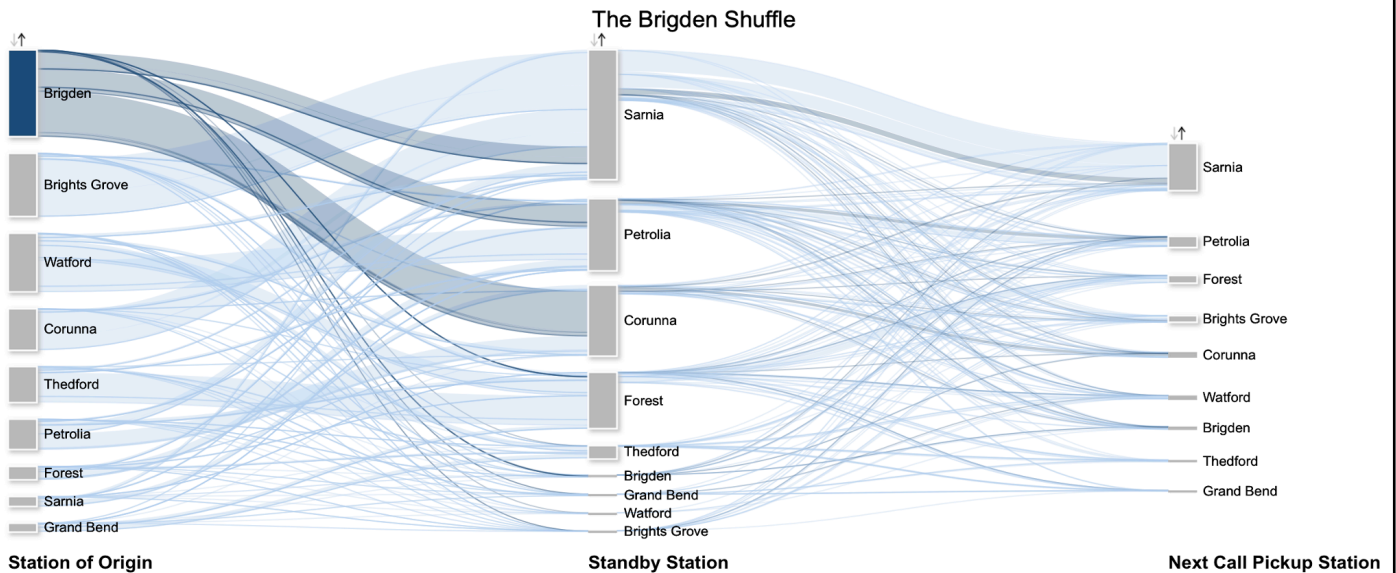 The Brigden Shuffle
Brigden
Brights Grove
Watford
Corunna
Thedford
Petrolia
Forest
Sarnia
Grand Bend
Sarnia
Petrolia
Corunna
Forest
Thedford
Brigden
Grand Bend
Watford
Brights Grove
Sarnia
Petrolia
Forest
Brights Grove
Corunna
Watford
Brigden
Thedford
Grand Bend
Station of Origin
Standby Station
Next Call Pickup Station